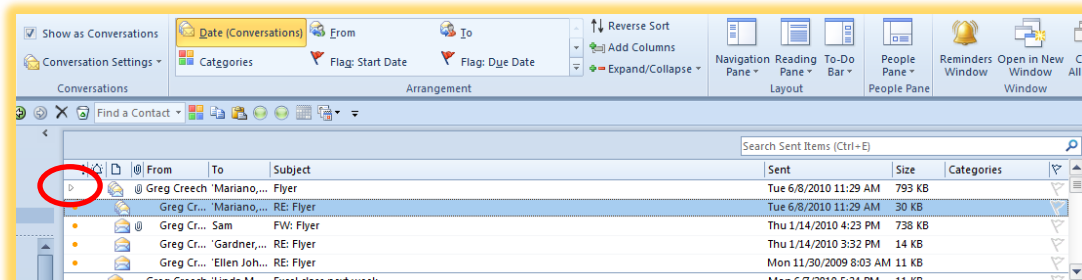 Show as Conversations
Date (Conversations) From To
Reverse Sort
Add Columns
Conversation Settings
Categories Flag: Start Date Flag: Due Date
Expand/Collapse
Navigation Pane Reading Pane To-Do Bar
People Pane
Reminders Window Open in New Window
All
Conversations Arrangement Layout People Pane Window
Find a Contact
Search Sent Items (Ctrl+E)
! From To Subject Sent Size Categories
Greg Creech 'Mariano,... Flyer Tue 6/8/2010 11:29 AM 793 KB
Greg Cr... 'Mariano,... RE: Flyer Tue 6/8/2010 11:29 AM 30 KB
Greg Cr... Sam FW: Flyer Thu 1/14/2010 4:23 PM 738 KB
Greg Cr... 'Gardner,... RE: Flyer Thu 1/14/2010 3:32 PM 14 KB
Greg Cr... 'Ellen Joh... RE: Flyer Mon 11/30/2009 8:03 AM 11 KB